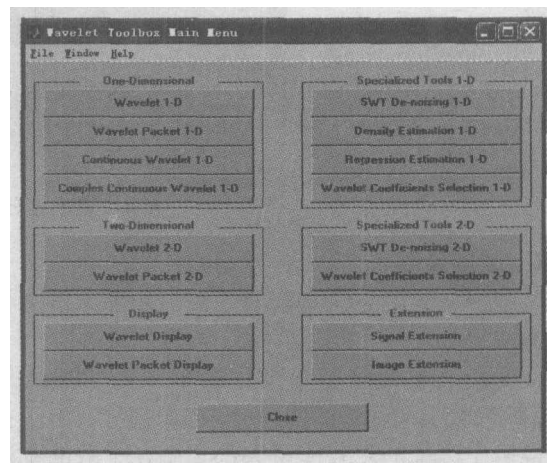 Wavelet Toolbox Main Menu
File Window Help
One-Dimensional
Wavelet 1-D
Wavelet Packet 1-D
Continuous Wavelet 1-D
Complex Continuous Wavelet 1-D
Two-Dimensional
Wavelet 2-D
Wavelet Packet 2-D
Display
Wavelet Display
Wavelet Packet Display
Specialized Tools 1-D
SWT De-noising 1-D
Density Estimation 1-D
Regression Estimation 1-D
Wavelet Coefficients Selection 1-D
Specialized Tools 2-D
SWT De-noising 2-D
Wavelet Coefficients Selection 2-D
Extension
Signal Extension
Image Extension
Close